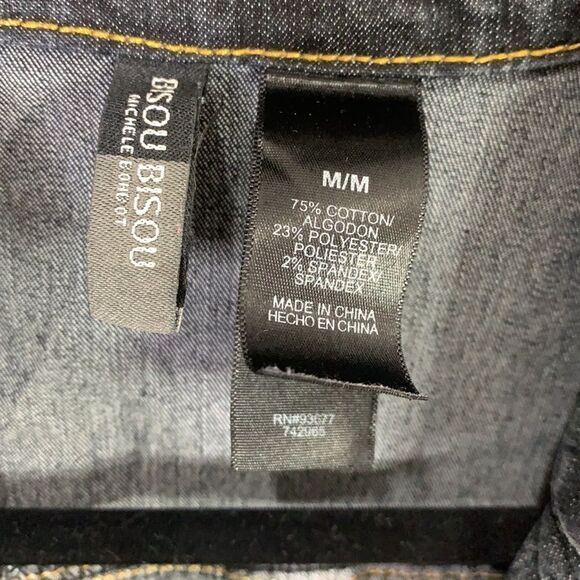 BISOU BISOU
MICHELE BOHBOT
M/M
75% COTTON/
ALGODON
23% POLYESTER/
POLIESTER
2% SPANDEX/
SPANDEX
MADE IN CHINA
HECHO EN CHINA
RN#93677
742965